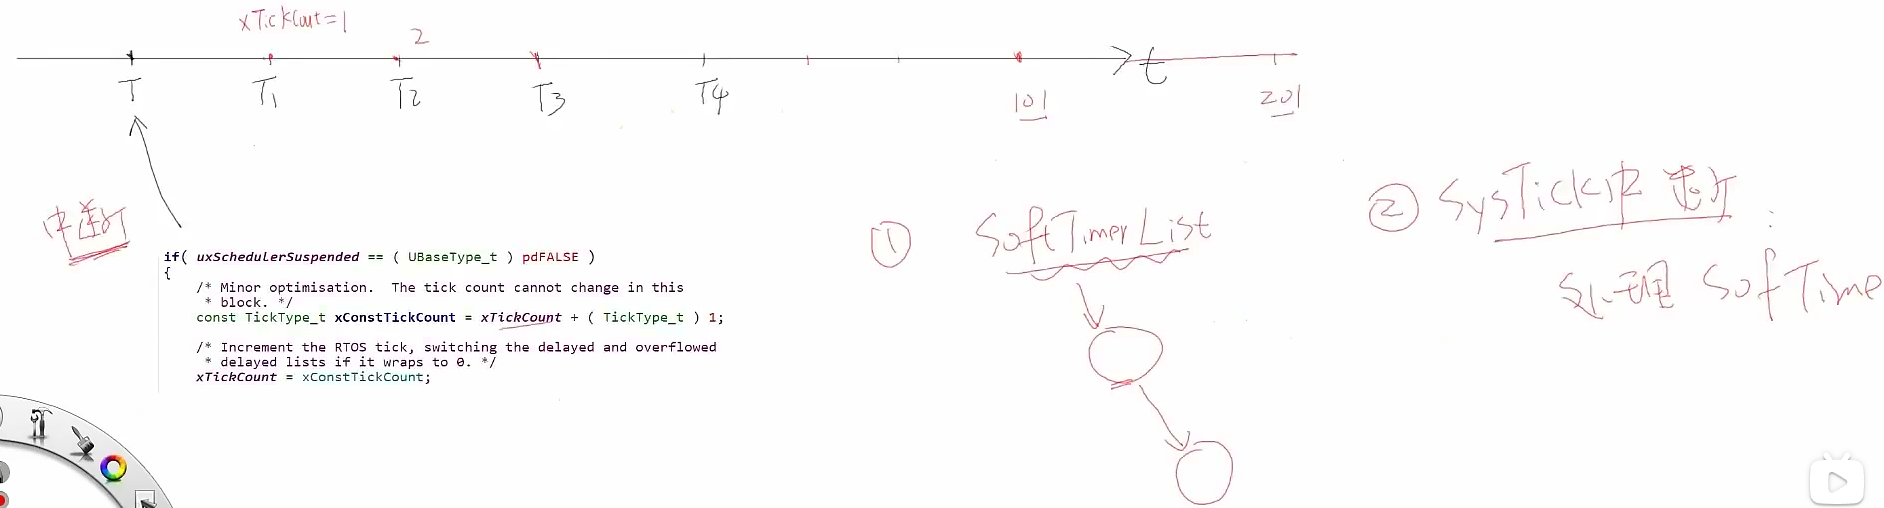 xTickCout=1
2
T
T1
T2
T3
T4
t
101
201
中断
if( uxSchedulerSuspended == ( UBaseType_t ) pdFALSE )
{
/* Minor optimisation.  The tick count cannot change in this
* block. */
const TickType_t xConstTickCount = xTickCount + ( TickType_t ) 1;
/* Increment the RTOS tick, switching the delayed and overflowed
* delayed lists if it wraps to 0. */
xTickCount = xConstTickCount;
① SoftTimer List
② SysTick中断:
处理 SofTime